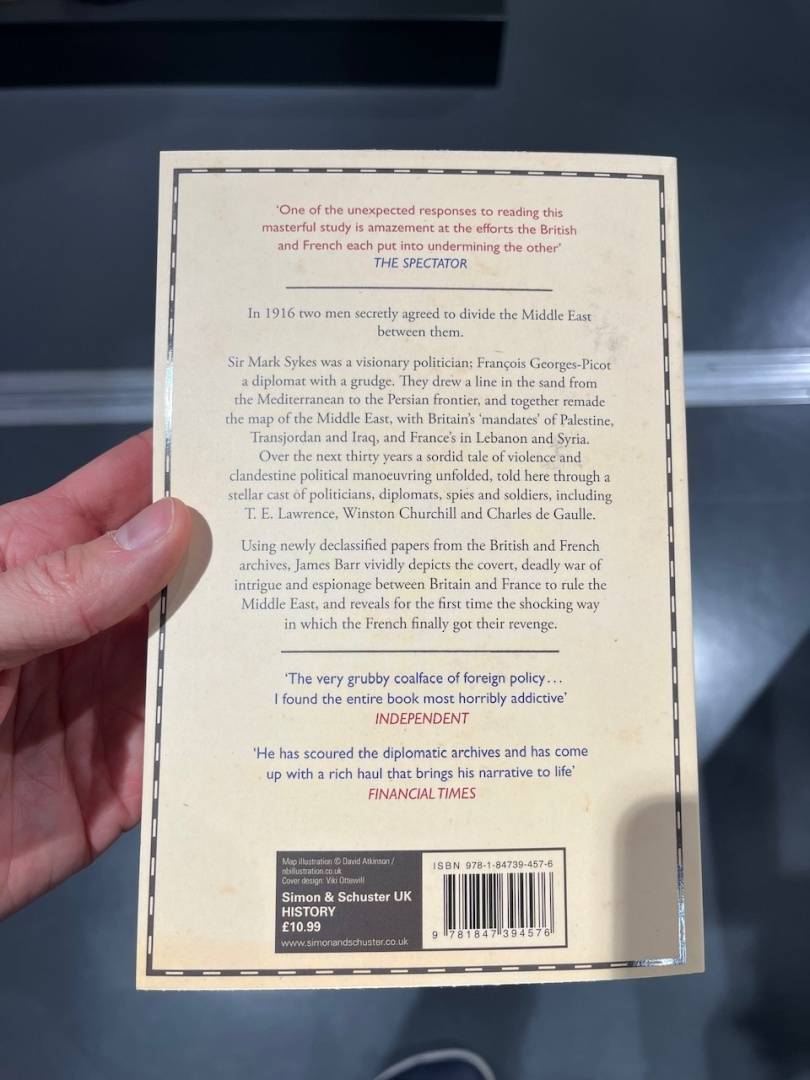 ‘One of the unexpected responses to reading this
masterful study is amazement at the efforts the British
and French each put into undermining the other’
THE SPECTATOR
In 1916 two men secretly agreed to divide the Middle East
between them.
Sir Mark Sykes was a visionary politician; François Georges-Picot
a diplomat with a grudge. They drew a line in the sand from
the Mediterranean to the Persian frontier, and together remade
the map of the Middle East, with Britain’s ‘mandates’ of Palestine,
Transjordan and Iraq, and France’s in Lebanon and Syria.
Over the next thirty years a sordid tale of violence and
clandestine political manoeuvring unfolded, told here through a
stellar cast of politicians, diplomats, spies and soldiers, including
T. E. Lawrence, Winston Churchill and Charles de Gaulle.
Using newly declassified papers from the British and French
archives, James Barr vividly depicts the covert, deadly war of
intrigue and espionage between Britain and France to rule the
Middle East, and reveals for the first time the shocking way
in which the French finally got their revenge.
‘The very grubby coalface of foreign policy…
I found the entire book most horribly addictive’
INDEPENDENT
‘He has scoured the diplomatic archives and has come
up with a rich haul that brings his narrative to life’
FINANCIAL TIMES
Map illustration © David Atkinson /
nbillustration.co.uk
Cover design: Viki Ottewill
Simon & Schuster UK
HISTORY
£10.99
www.simonandschuster.co.uk
ISBN 978-1-84739-457-6
9 781847 394576